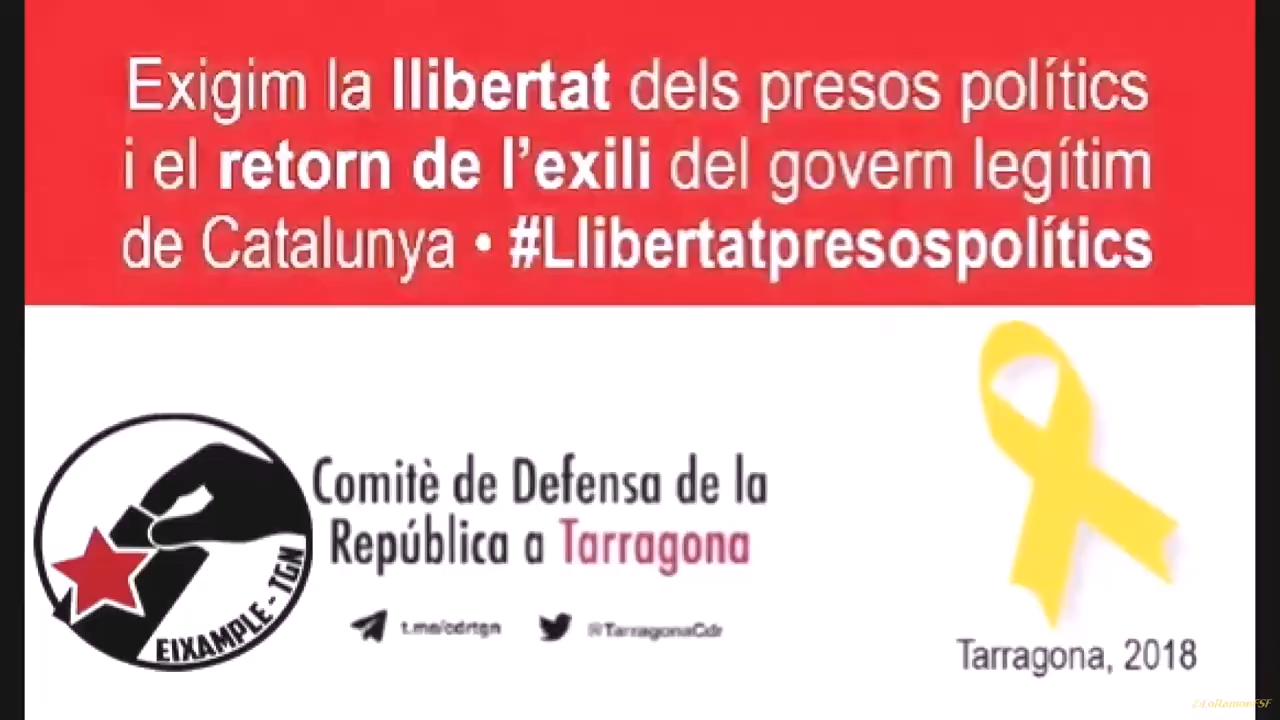 Exigim la llibertat dels presos polítics
i el retorn de l'exili del govern legítim
de Catalunya • #Llibertatpresospolítics
Comitè de Defensa de la
República a Tarragona
EIXAMPLE - TGN
t.me/cdrtgn
@TarragonaCdr
Tarragona, 2018
@LoRamonFSF